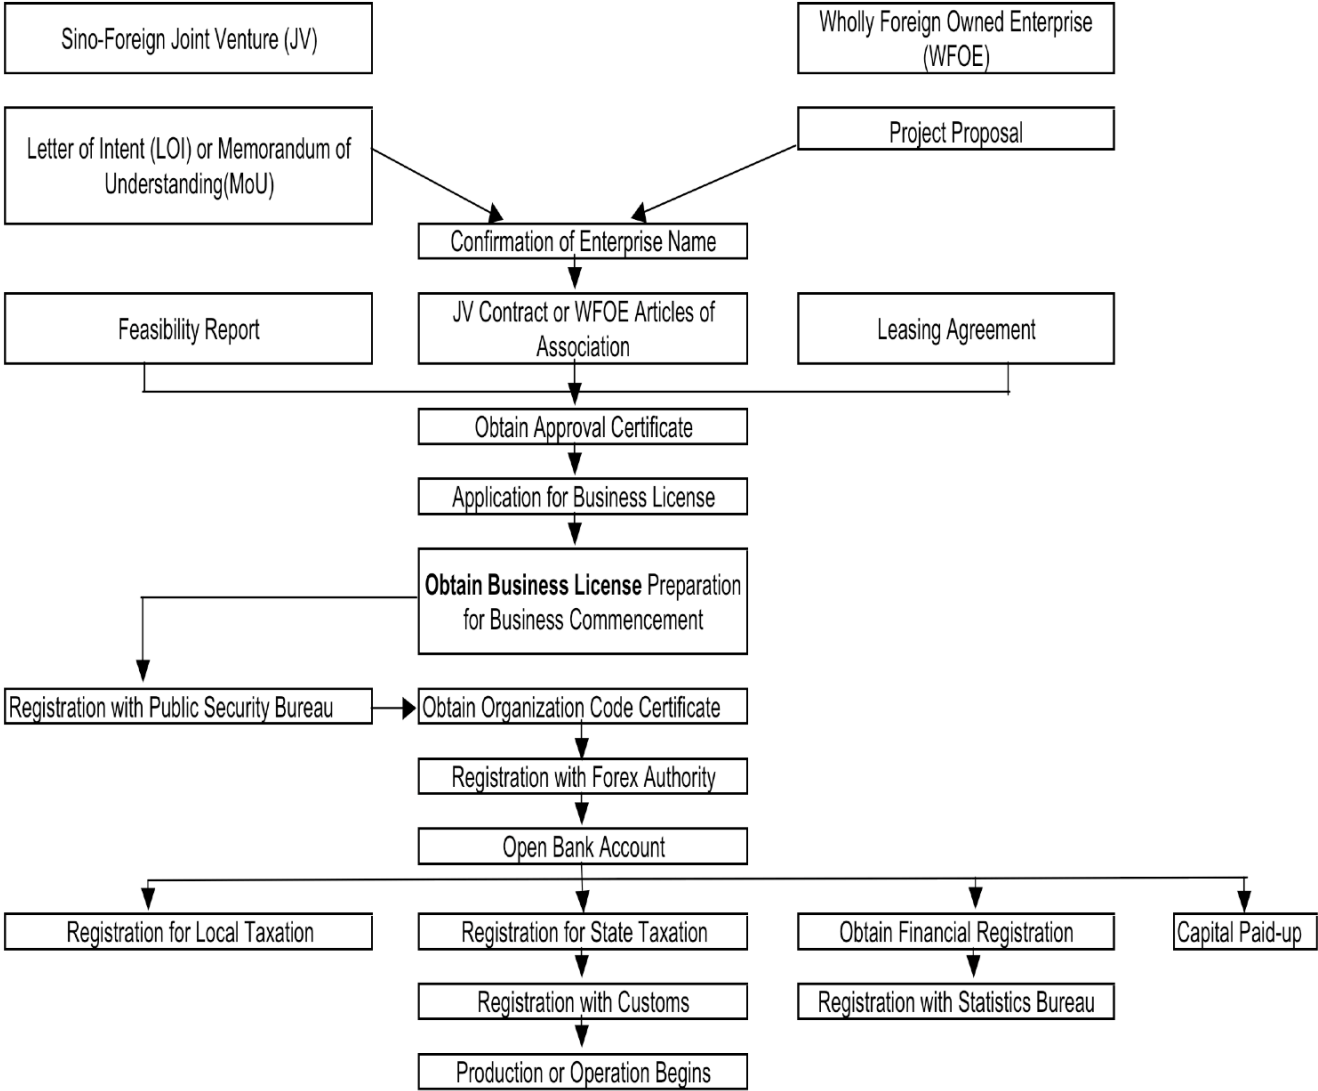 Sino-Foreign Joint Venture (JV)
Wholly Foreign Owned Enterprise
(WFOE)
Letter of Intent (LOI) or Memorandum of
Understanding(MoU)
Project Proposal
Confirmation of Enterprise Name
Feasibility Report
JV Contract or WFOE Articles of
Association
Leasing Agreement
Obtain Approval Certificate
Application for Business License
Obtain Business License Preparation
for Business Commencement
Registration with Public Security Bureau
Obtain Organization Code Certificate
Registration with Forex Authority
Open Bank Account
Registration for Local Taxation
Registration for State Taxation
Obtain Financial Registration
Capital Paid-up
Registration with Customs
Registration with Statistics Bureau
Production or Operation Begins